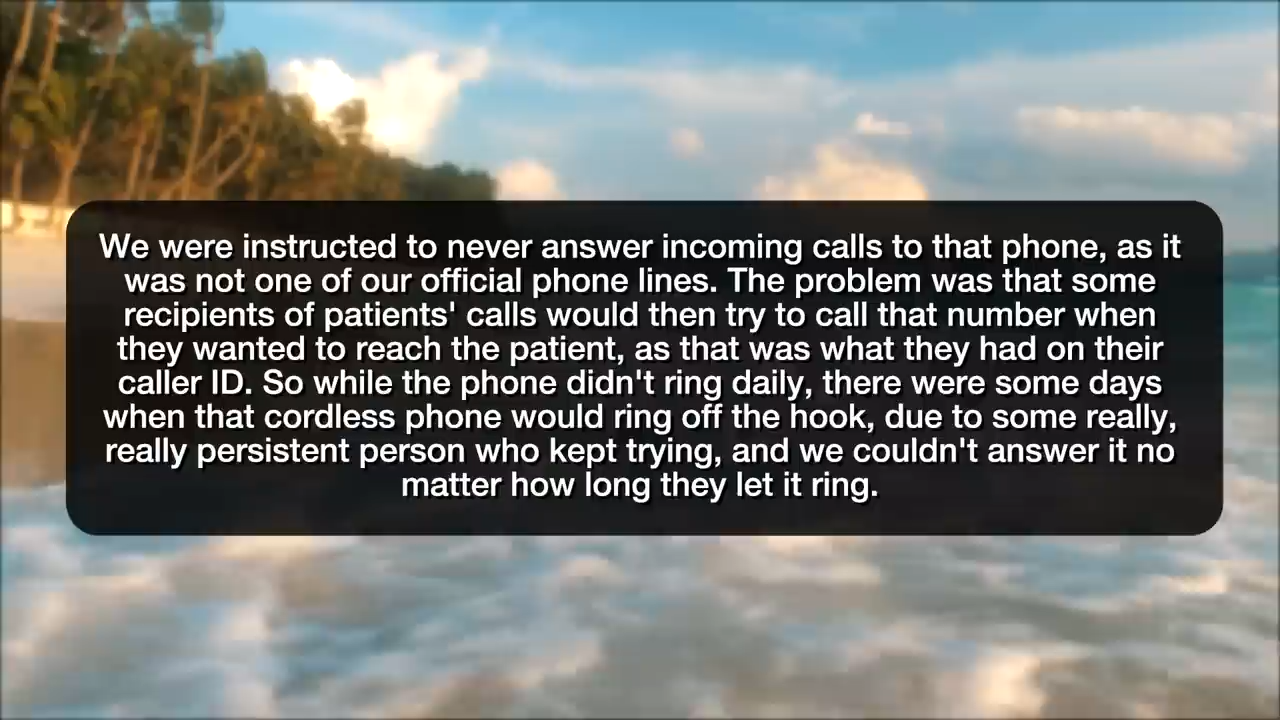 We were instructed to never answer incoming calls to that phone, as it
was not one of our official phone lines. The problem was that some
recipients of patients' calls would then try to call that number when
they wanted to reach the patient, as that was what they had on their
caller ID. So while the phone didn't ring daily, there were some days
when that cordless phone would ring off the hook, due to some really,
really persistent person who kept trying, and we couldn't answer it no
matter how long they let it ring.